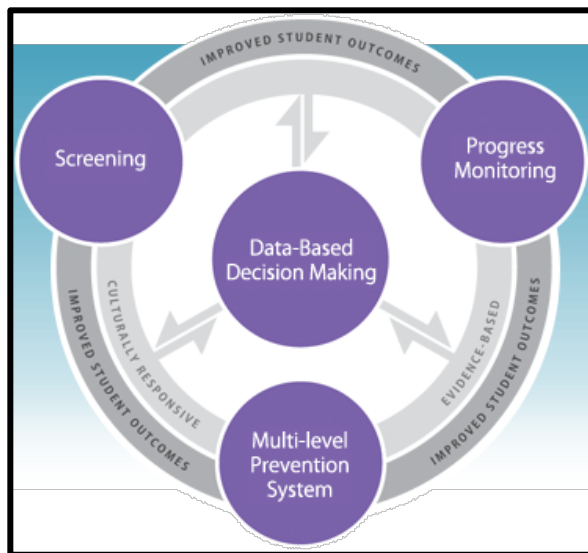 IMPROVED STUDENT OUTCOMES
Screening
Progress
Monitoring
Data-Based
Decision Making
IMPROVED STUDENT OUTCOMES
CULTURALLY RESPONSIVE
EVIDENCE-BASED
IMPROVED STUDENT OUTCOMES
Multi-level
Prevention
System